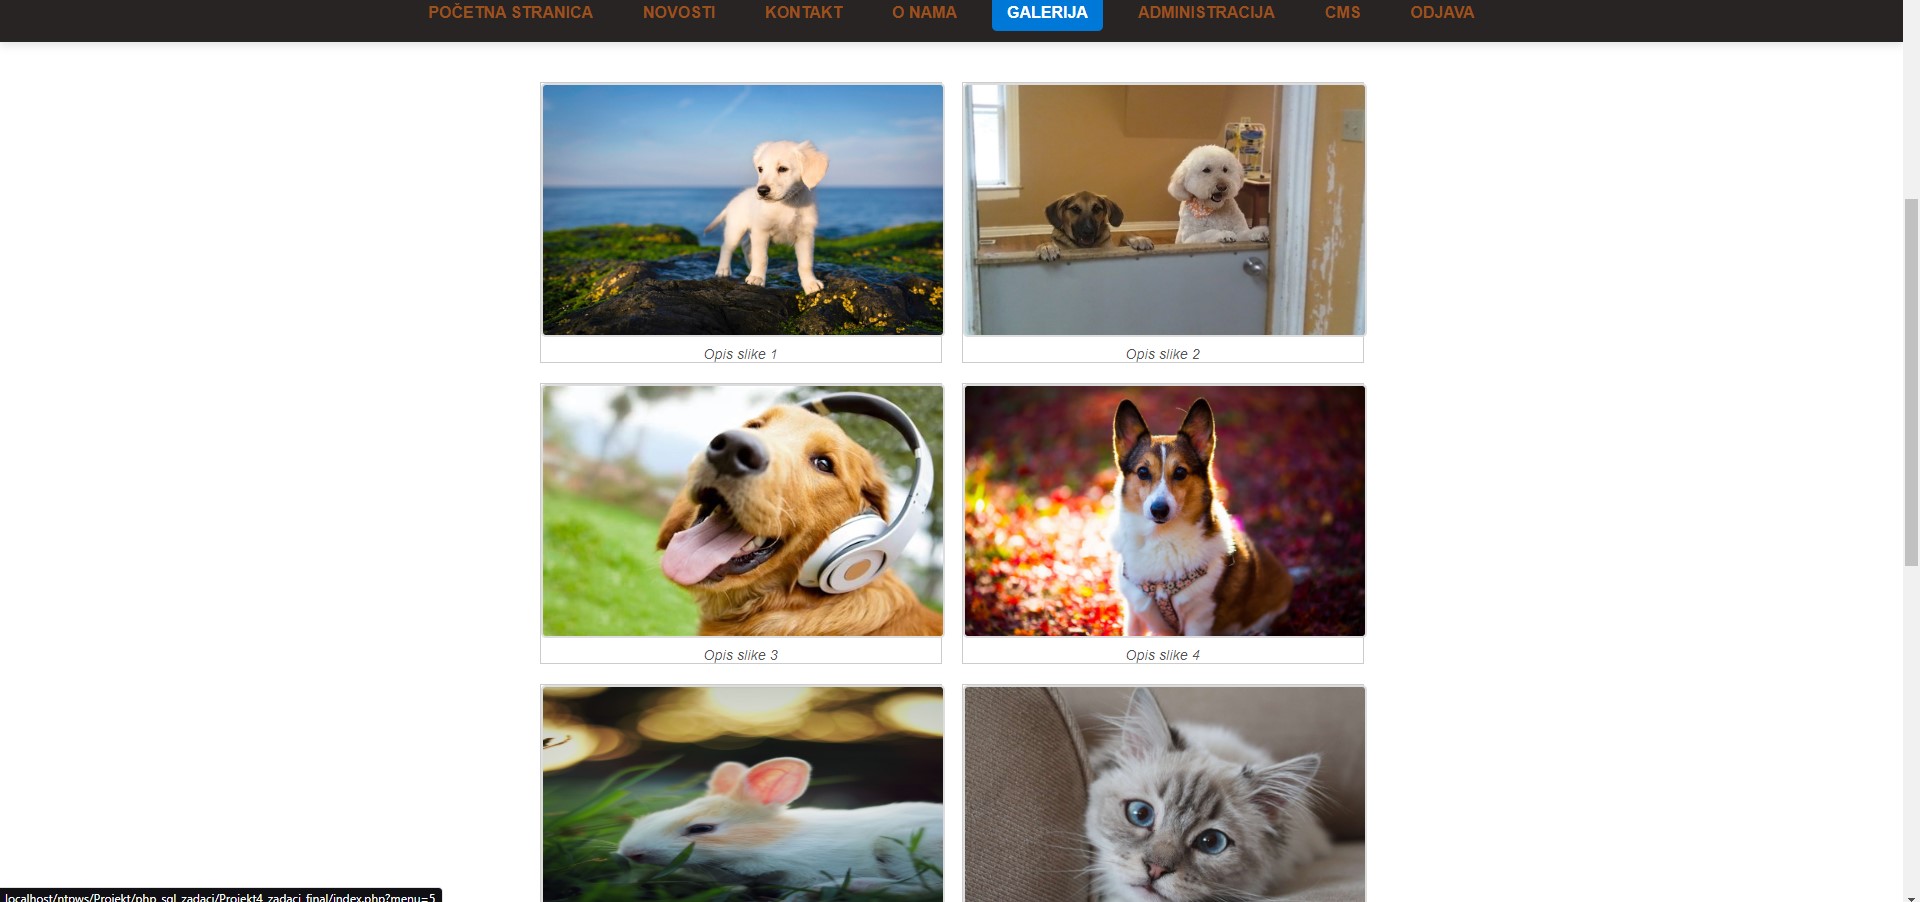 POČETNA STRANICA NOVOSTI KONTAKT O NAMA GALERIJA ADMINISTRACIJA CMS ODJAVA
Opis slike 1 Opis slike 2
Opis slike 3 Opis slike 4
localhost/ntpws/Projekt/php_sql_zadaci/Projekt4_zadaci_final/index.php?menu=5